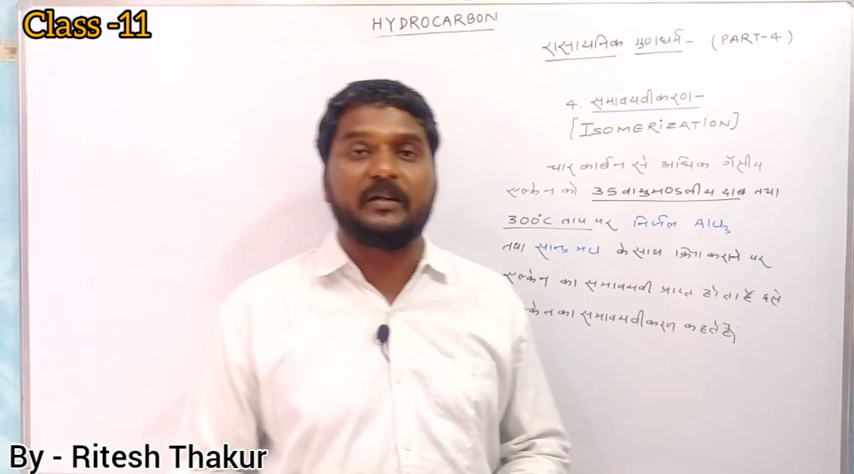 Class -11
HYDROCARBON
रासायनिक गुणधर्म - (PART-4)
4. समावयवीकरण -
[ISOMERIZATION]
चार कार्बन से अधिक गैसीय
एल्केन को 35 वायुमण्डलीय दाब तथा
300°C ताप पर निर्जल AlCl3
तथा सान्द्र HCl के साथ क्रिया कराने पर
एल्केन का समावयवी प्राप्त होता है इसे
का समावयवीकरण कहते हैं
By - Ritesh Thakur